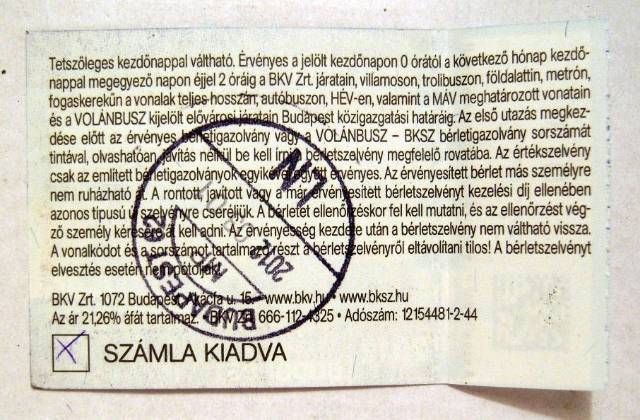 Tetszőleges kezdőnappal váltható. Érvényes a jelölt kezdőnapon 0 órától a következő hónap kezdő-
nappal megegyező napon éjjel 2 óráig a BKV Zrt. járatain, villamoson, trolibuszon, földalattin, metrón,
fogaskerekűn a vonalak teljes hosszán, autóbuszon, HÉV-en, valamint a MÁV meghatározott vonatain
és a VOLÁNBUSZ kijelölt elővárosi járatain Budapest közigazgatási határáig. Az első utazás megkez-
dése előtt az érvényes bérletigazolvány vagy a VOLÁNBUSZ – BKSZ bérletigazolvány sorszámát
tintával, olvashatóan, javítás nélkül be kell írni a bérletszelvény megfelelő rovatába. Az értékszelvény
csak az említett bérletigazolványok egyikével együtt érvényes. Az érvényesített bérlet más személyre
nem ruházható át. A rontott, javított vagy a már érvényesített bérletszelvényt kezelési díj ellenében
azonos típusú új szelvényre cseréljük. A bérletet ellenőrzéskor fel kell mutatni, és az ellenőrzést vég-
ző személy kérésére át kell adni. Az érvényesség kezdete után a bérletszelvény nem váltható vissza.
A vonalkódot és a sorszámot tartalmazó részt a bérletszelvényről eltávolítani tilos! A bérletszelvényt
elvesztés esetén nem pótoljuk.
BKV Zrt. 1072 Budapest, Akácfa u. 15. • www.bkv.hu • www.bksz.hu
Az ár 21,26% áfát tartalmaz. • BKV Zrt. 666-112-4325 • Adószám: 12154481-2-44
SZÁMLA KIADVA
BUDAPEST 62